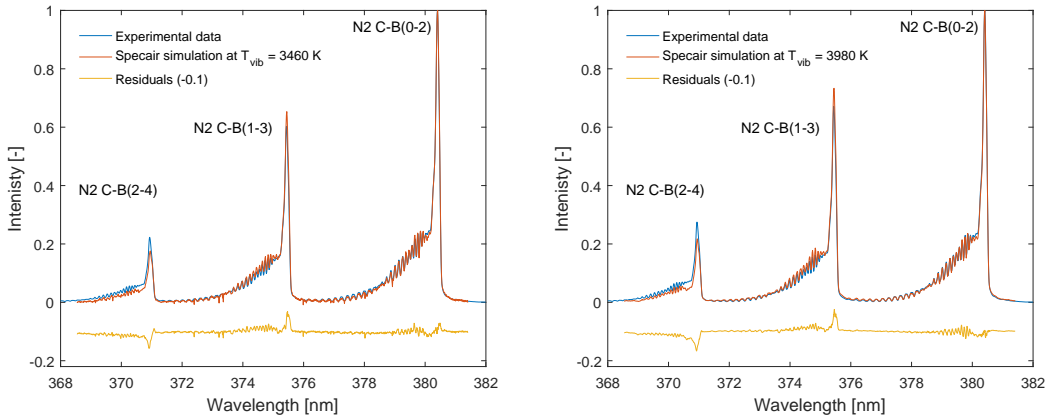 N2 C-B(0-2)
Experimental data
Specair simulation at T_vib = 3460 K
Residuals (-0.1)
N2 C-B(1-3)
N2 C-B(2-4)
Intenisty [-]
1
0.8
0.6
0.4
0.2
0
-0.2
368 370 372 374 376 378 380 382
Wavelength [nm]
N2 C-B(0-2)
Experimental data
Specair simulation at T_vib = 3980 K
Residuals (-0.1)
N2 C-B(1-3)
N2 C-B(2-4)
Intenisty [-]
1
0.8
0.6
0.4
0.2
0
-0.2
368 370 372 374 376 378 380 382
Wavelength [nm]